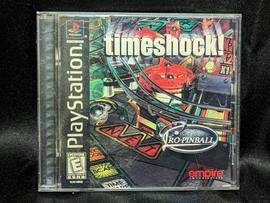 PlayStation
timeshock!
PRO-PINBALL
E
empire